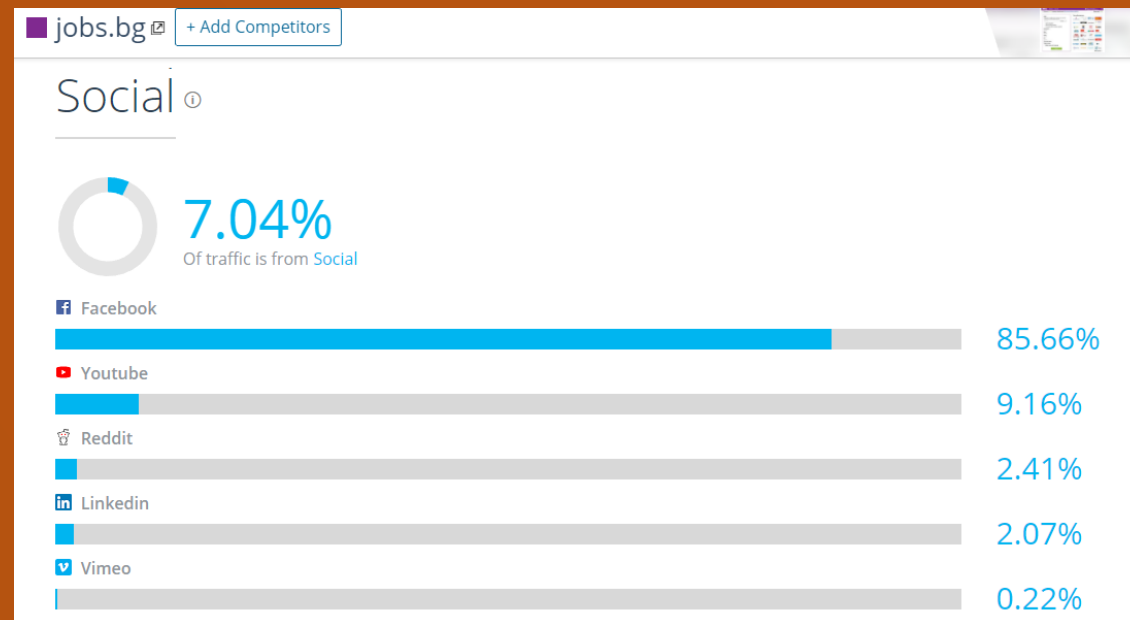 jobs.bg + Add Competitors
Social
7.04%
Of traffic is from Social
Facebook
85.66%
Youtube
9.16%
Reddit
2.41%
Linkedin
2.07%
Vimeo
0.22%